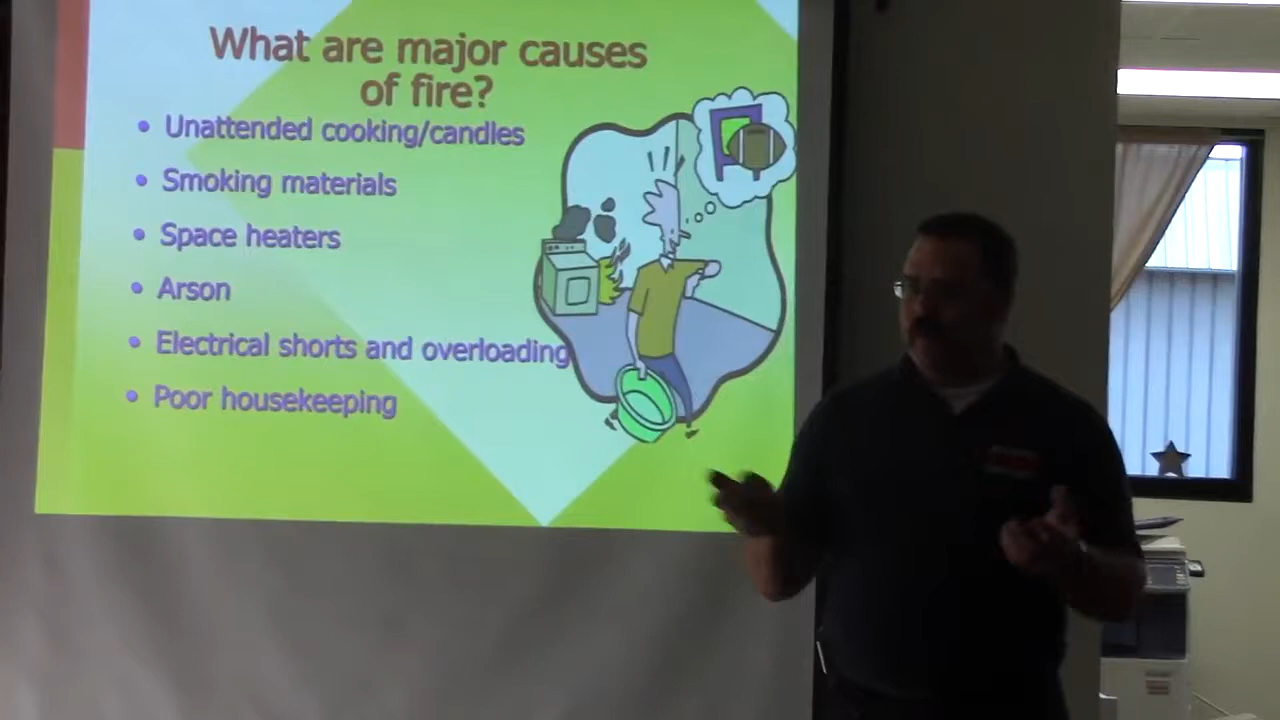 What are major causes
of fire?
• Unattended cooking/candles
• Smoking materials
• Space heaters
• Arson
• Electrical shorts and overloading
• Poor housekeeping